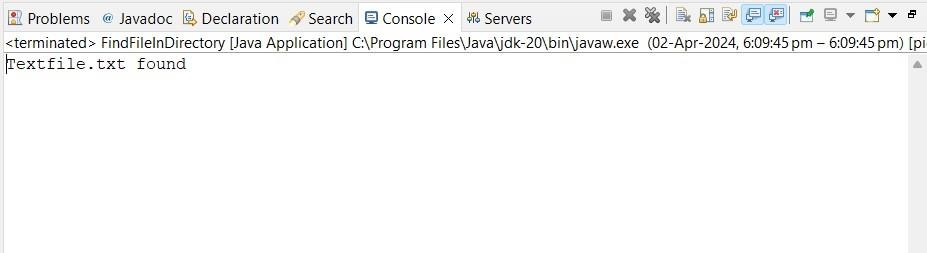 Problems @ Javadoc Declaration Search Console Servers
<terminated> FindFileInDirectory [Java Application] C:\Program Files\Java\jdk-20\bin\javaw.exe (02-Apr-2024, 6:09:45 pm – 6:09:45 pm) [pi
Textfile.txt found